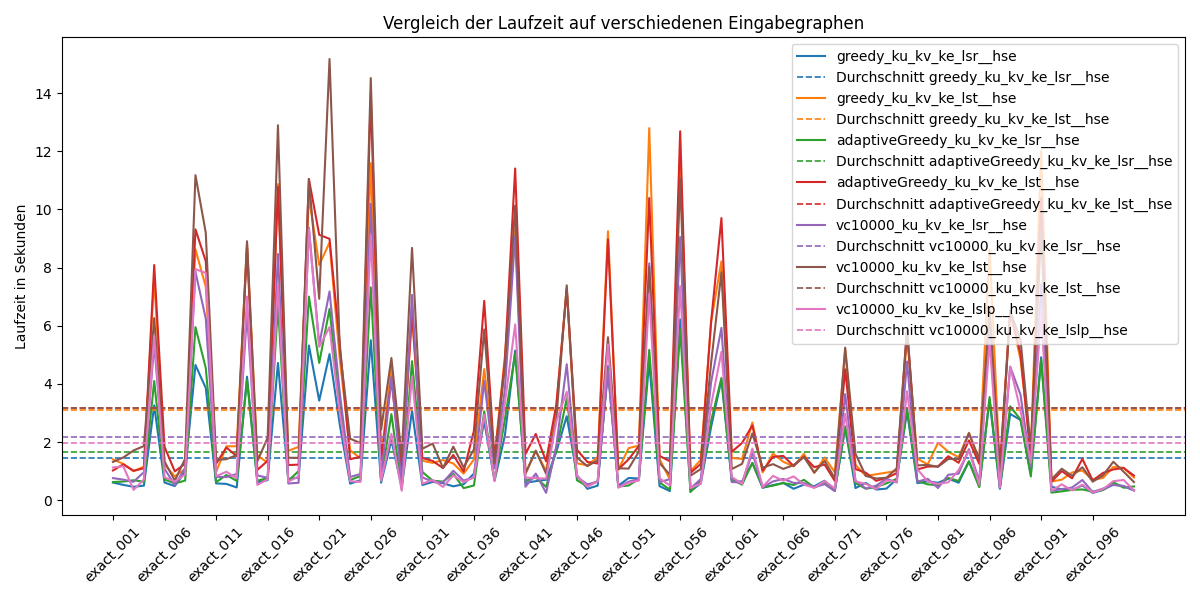 Vergleich der Laufzeit auf verschiedenen Eingabegraphen
Laufzeit in Sekunden
14
12
10
8
6
4
2
0
greedy_ku_kv_ke_lsr__hse
Durchschnitt greedy_ku_kv_ke_lsr__hse
greedy_ku_kv_ke_lst__hse
Durchschnitt greedy_ku_kv_ke_lst__hse
adaptiveGreedy_ku_kv_ke_lsr__hse
Durchschnitt adaptiveGreedy_ku_kv_ke_lsr__hse
adaptiveGreedy_ku_kv_ke_lst__hse
Durchschnitt adaptiveGreedy_ku_kv_ke_lst__hse
vc10000_ku_kv_ke_lsr__hse
Durchschnitt vc10000_ku_kv_ke_lsr__hse
vc10000_ku_kv_ke_lst__hse
Durchschnitt vc10000_ku_kv_ke_lst__hse
vc10000_ku_kv_ke_lslp__hse
Durchschnitt vc10000_ku_kv_ke_lslp__hse
exact_001
exact_006
exact_011
exact_016
exact_021
exact_026
exact_031
exact_036
exact_041
exact_046
exact_051
exact_056
exact_061
exact_066
exact_071
exact_076
exact_081
exact_086
exact_091
exact_096